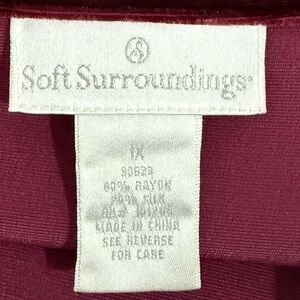 Soft Surroundings®
1X
80% RAYON
20% SILK
MADE IN CHINA
SEE REVERSE
FOR CARE